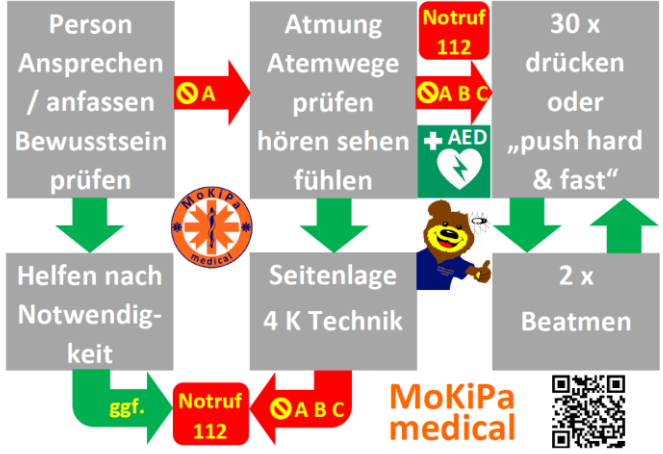 Person
Ansprechen
/ anfassen
Bewusstsein
prüfen
A
Atmung
Atemwege
prüfen
hören sehen
fühlen
Notruf
112
A B C
+ AED
30 x
drücken
oder
„push hard
& fast“
MoKiPa
medical
Helfen nach
Notwendig-
keit
Seitenlage
4 K Technik
2 x
Beatmen
ggf.
Notruf
112
A B C
MoKiPa
medical